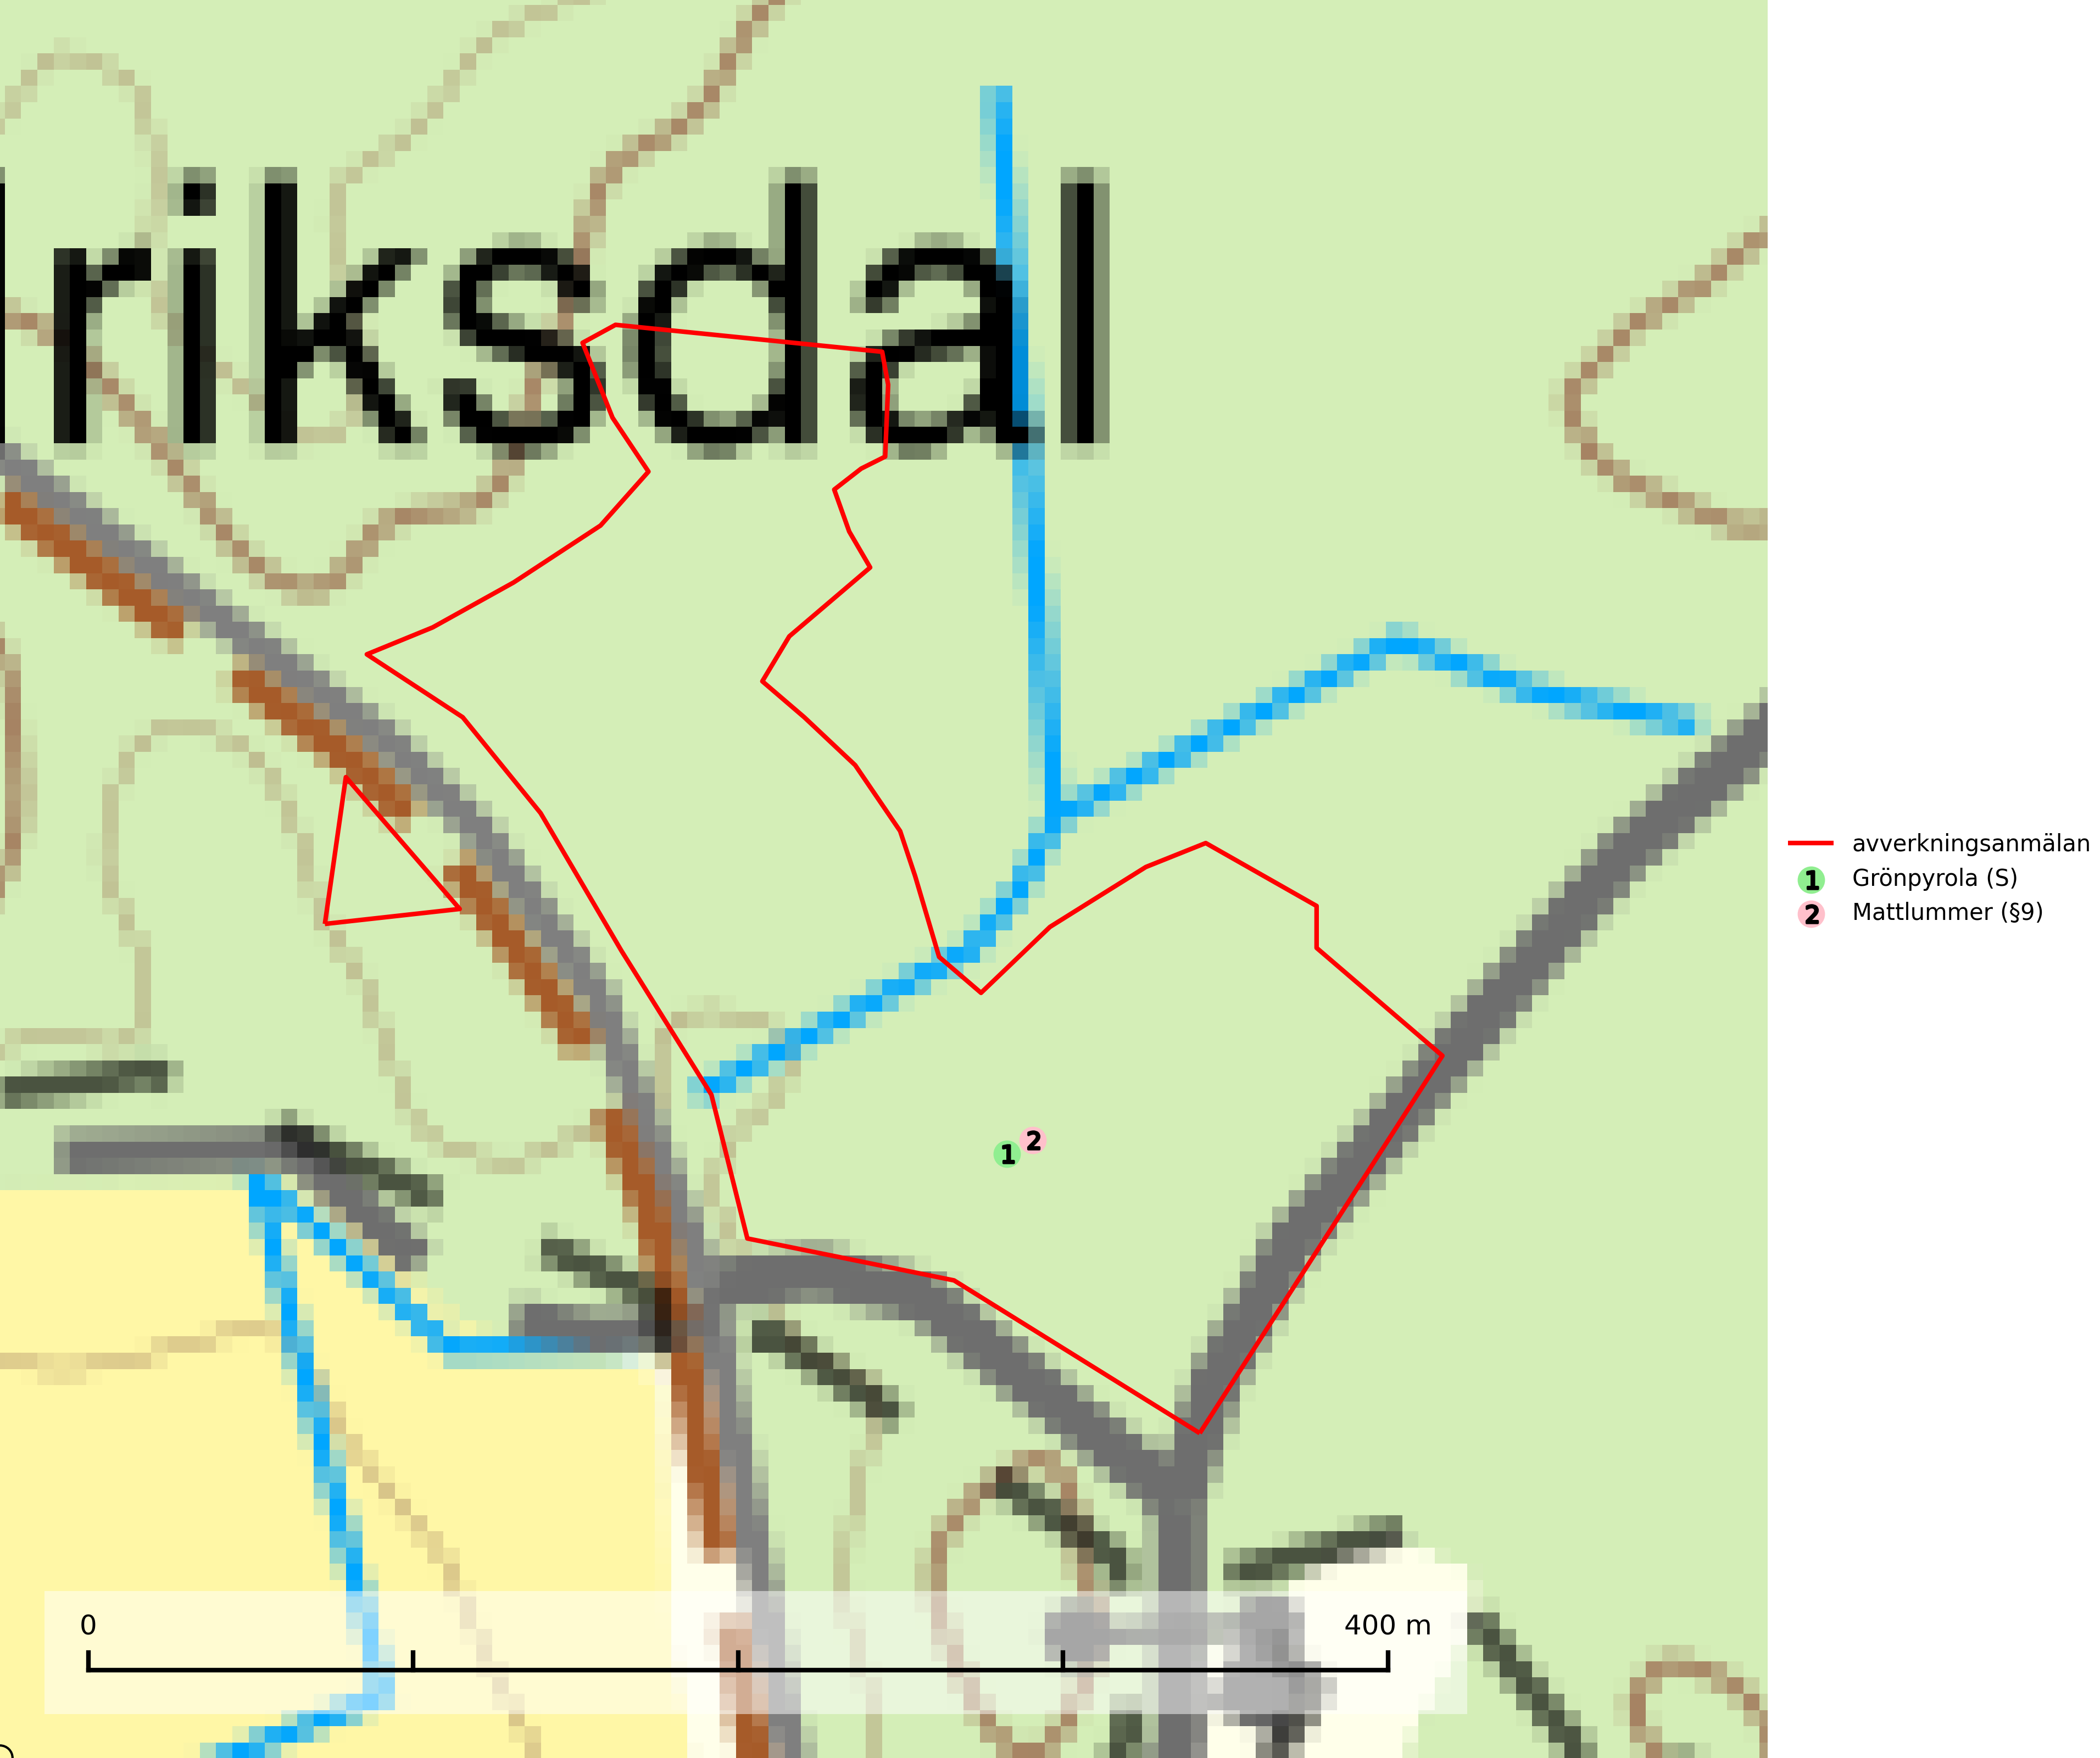 riksdal
1
2
0
400 m
avverkningsanmälan
1 Grönpyrola (S)
2 Mattlummer (§9)